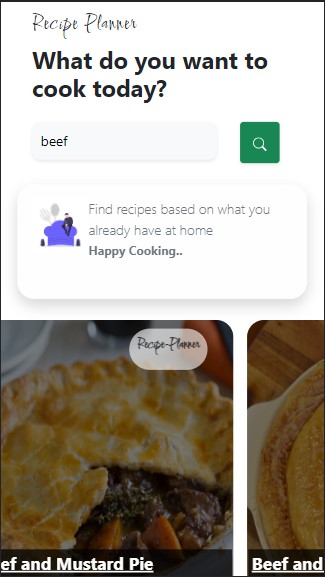 Recipe Planner
What do you want to
cook today?
beef
Find recipes based on what you
already have at home
Happy Cooking..
Recipe-Planner
ef and Mustard Pie
Beef and